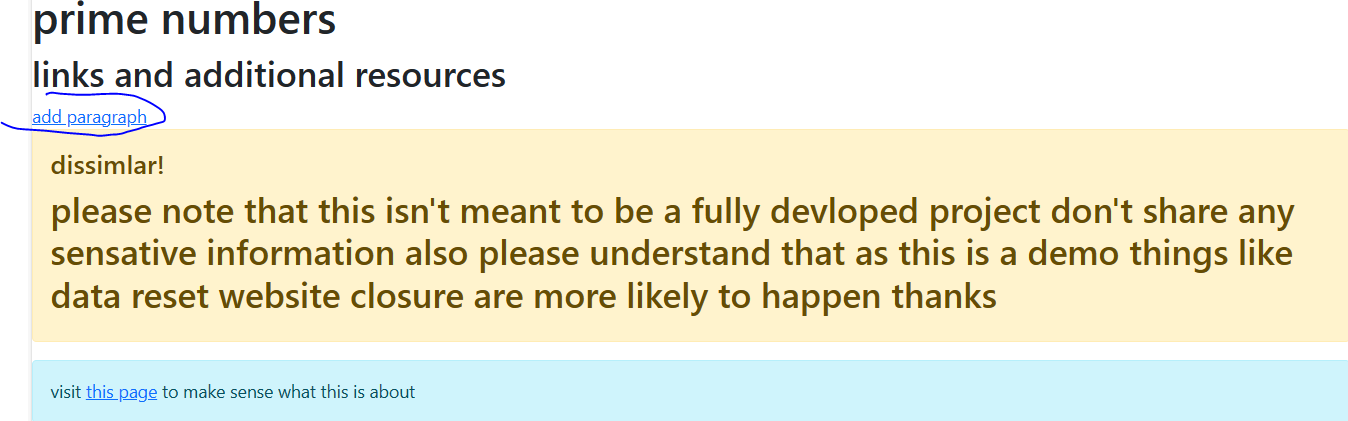 prime numbers
links and additional resources
add paragraph
dissimlar!
please note that this isn't meant to be a fully devloped project don't share any
sensative information also please understand that as this is a demo things like
data reset website closure are more likely to happen thanks
visit this page to make sense what this is about